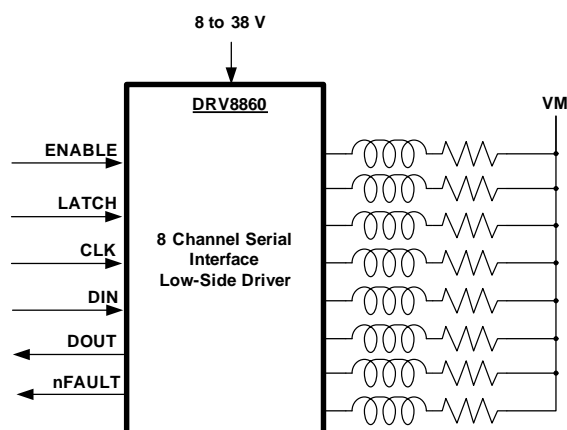 8 to 38 V
DRV8860
VM
ENABLE
LATCH
CLK
DIN
DOUT
nFAULT
8 Channel Serial
Interface
Low-Side Driver